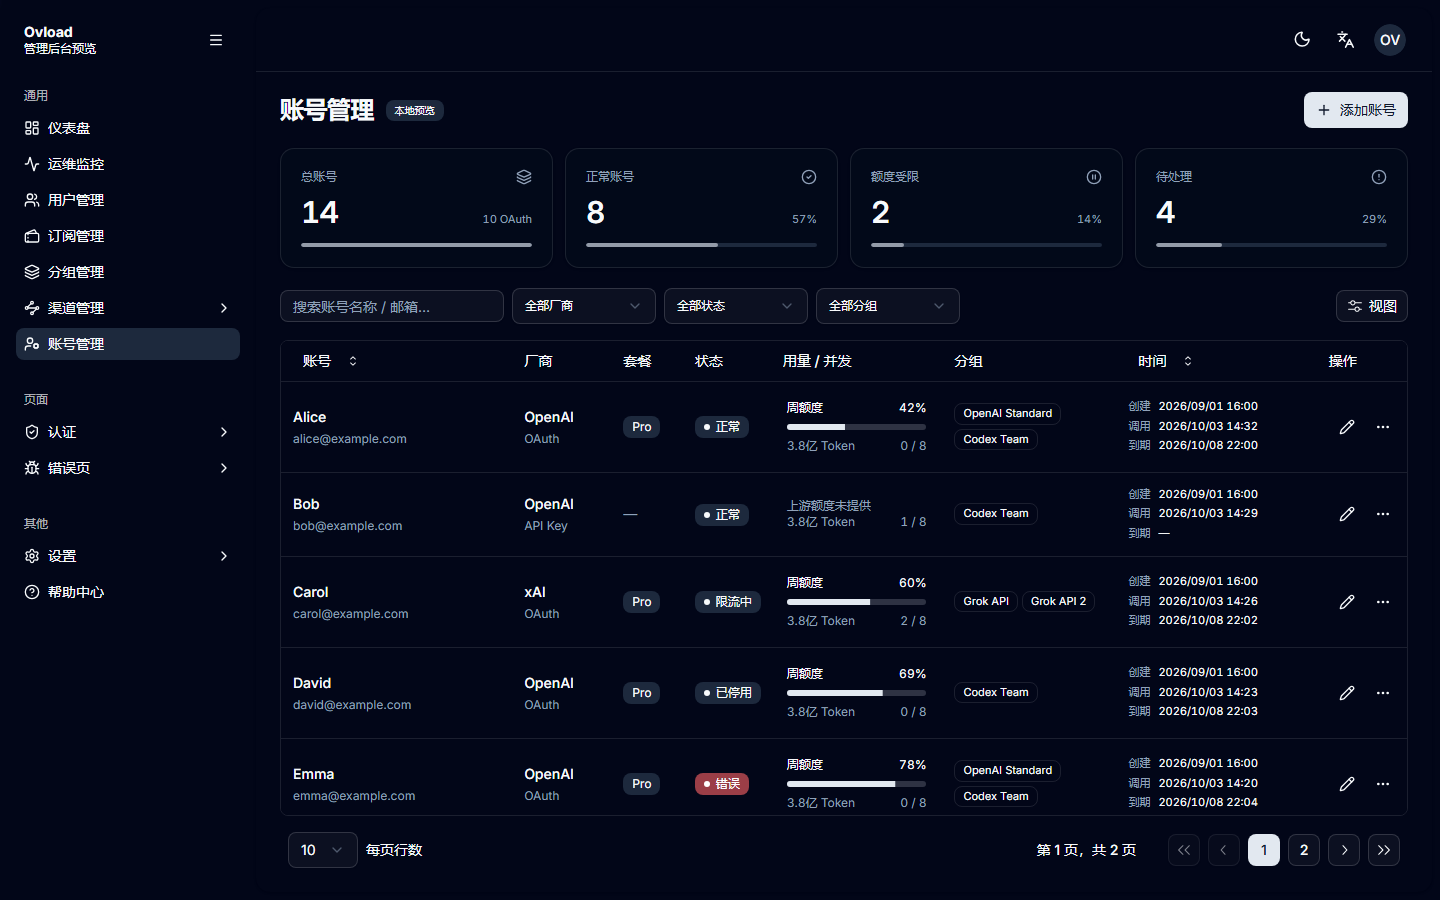 Ovload
管理后台预览
通用
仪表盘
运维监控
用户管理
订阅管理
分组管理
渠道管理
账号管理
页面
认证
错误页
其他
设置
帮助中心
OV
账号管理 本地预览
添加账号
总账号
14 10 OAuth
正常账号
8 57%
额度受限
2 14%
待处理
4 29%
搜索账号名称 / 邮箱... 全部厂商 全部状态 全部分组 视图
账号 厂商 套餐 状态 用量 / 并发 分组 时间 操作
Alice
alice@example.com
OpenAI
OAuth
Pro
正常
周额度 42%
3.8亿 Token 0 / 8
OpenAI Standard
Codex Team
创建 2026/09/01 16:00
调用 2026/10/03 14:32
到期 2026/10/08 22:00
Bob
bob@example.com
OpenAI
API Key
—
正常
上游额度未提供
3.8亿 Token 1 / 8
Codex Team
创建 2026/09/01 16:00
调用 2026/10/03 14:29
到期 —
Carol
carol@example.com
xAI
OAuth
Pro
限流中
周额度 60%
3.8亿 Token 2 / 8
Grok API Grok API 2
创建 2026/09/01 16:00
调用 2026/10/03 14:26
到期 2026/10/08 22:02
David
david@example.com
OpenAI
OAuth
Pro
已停用
周额度 69%
3.8亿 Token 0 / 8
Codex Team
创建 2026/09/01 16:00
调用 2026/10/03 14:23
到期 2026/10/08 22:03
Emma
emma@example.com
OpenAI
OAuth
Pro
错误
周额度 78%
3.8亿 Token 0 / 8
OpenAI Standard
Codex Team
创建 2026/09/01 16:00
调用 2026/10/03 14:20
到期 2026/10/08 22:04
10 每页行数
第 1 页，共 2 页
1 2